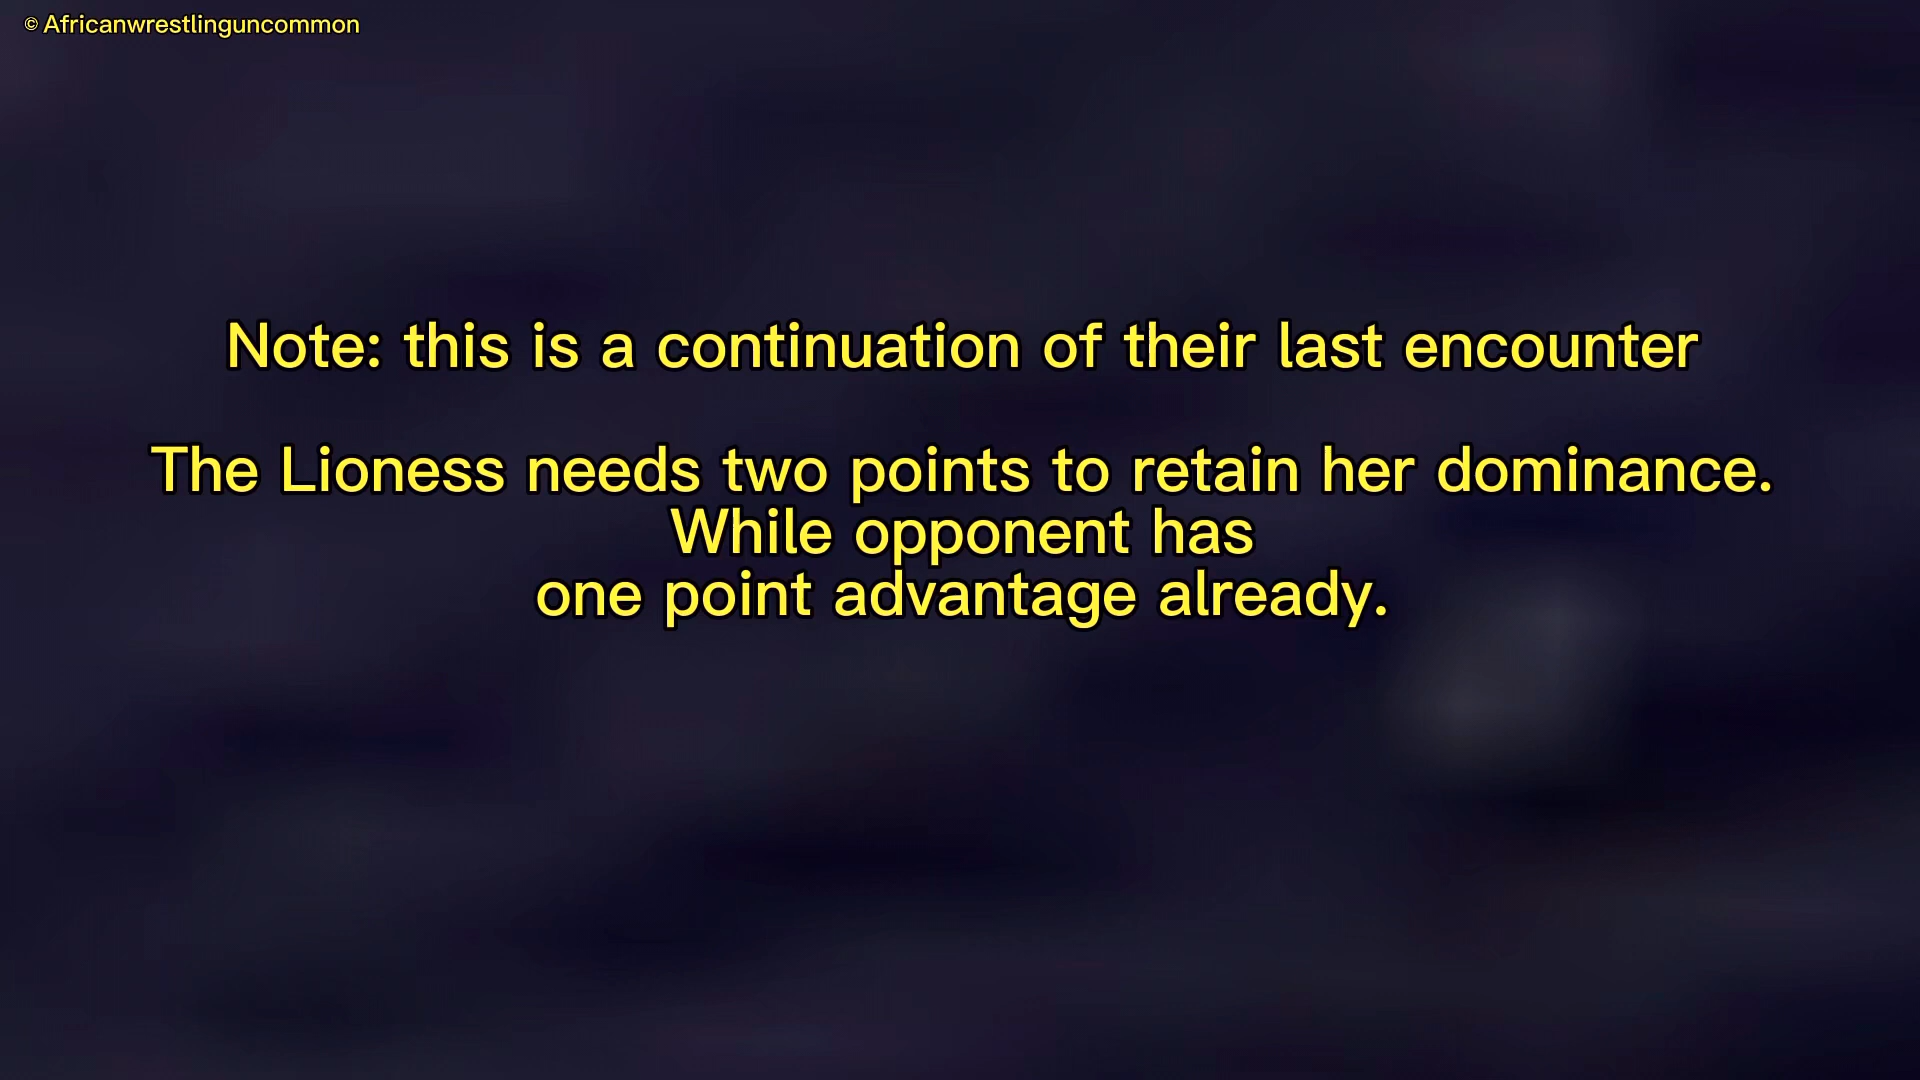 © Africanwrestlinguncommon
Note: this is a continuation of their last encounter
The Lioness needs two points to retain her dominance.
While opponent has
one point advantage already.